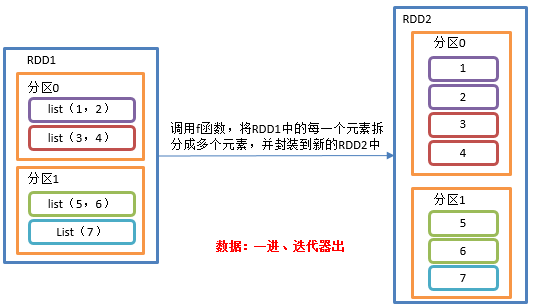 RDD1
分区0
list（1，2）
list（3，4）
分区1
list（5，6）
List（7）
调用f函数，将RDD1中的每一个元素拆
分成多个元素，并封装到新的RDD2中
数据：一进、迭代器出
RDD2
分区0
1
2
3
4
分区1
5
6
7